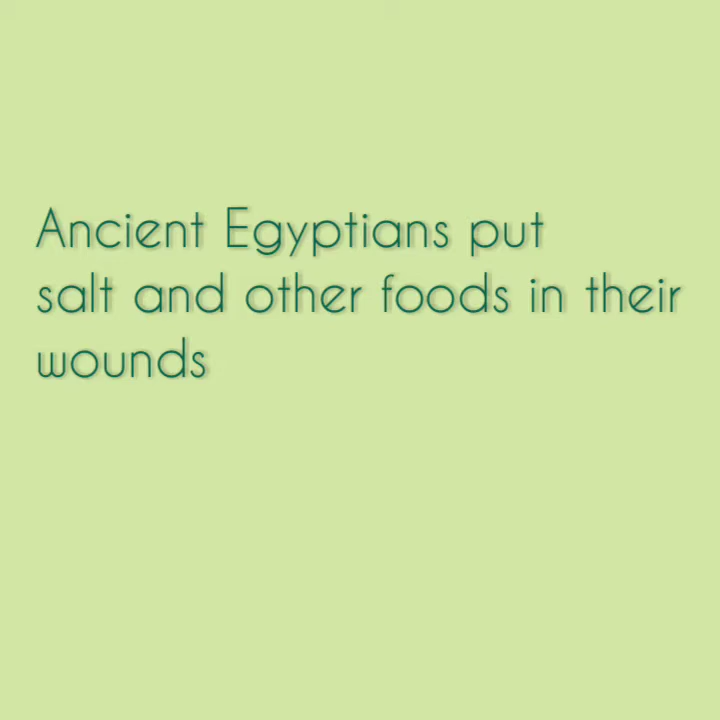 Ancient Egyptians put
salt and other foods in their
wounds